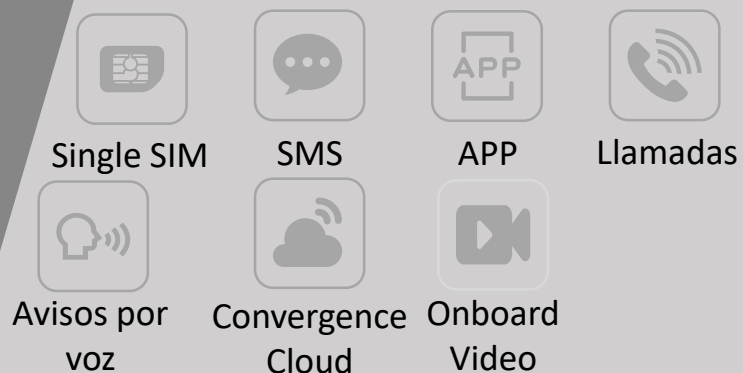 APP
Single SIM
SMS
APP
Llamadas
Avisos por
voz
Convergence
Cloud
Onboard
Video